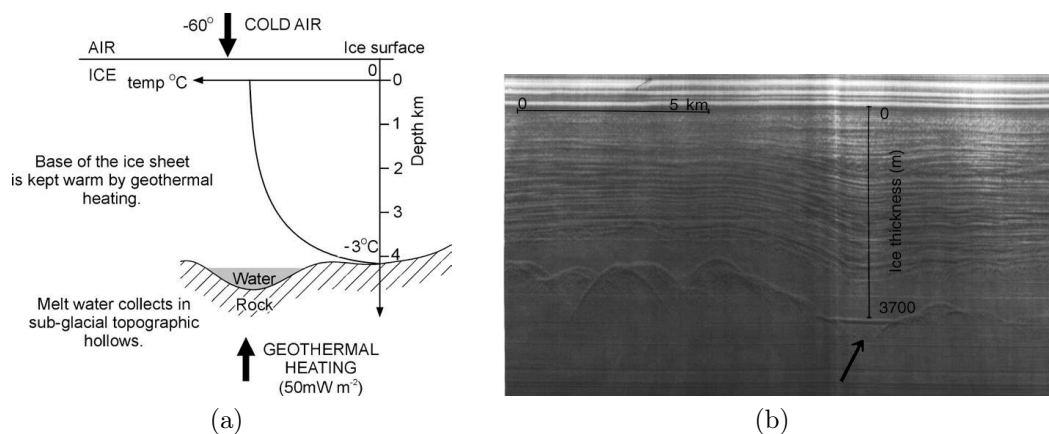 -60° COLD AIR
AIR
Ice surface
ICE
temp °C
0
0
1
2
3
4
Depth km
Base of the ice sheet
is kept warm by geothermal
heating.
-3°C
Water
Rock
Melt water collects in
sub-glacial topographic
hollows.
GEOTHERMAL
HEATING
(50mW m⁻²)
(a)
0
5 km
0
Ice thickness (m)
3700
(b)